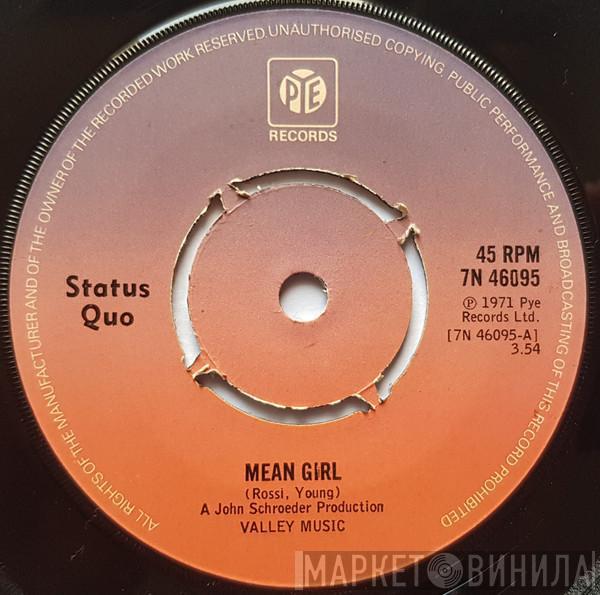 ALL RIGHTS OF THE MANUFACTURER AND OF THE OWNER OF THE RECORDED WORK RESERVED. UNAUTHORISED COPYING, PUBLIC PERFORMANCE AND BROADCASTING OF THIS RECORD PROHIBITED
PYE
RECORDS
Status
Quo
45 RPM
7N 46095
℗ 1971 Pye
Records Ltd.
[7N 46095-A]
3.54
MEAN GIRL
(Rossi, Young)
A John Schroeder Production
VALLEY MUSIC
МАРКЕТ ВИНИЛА